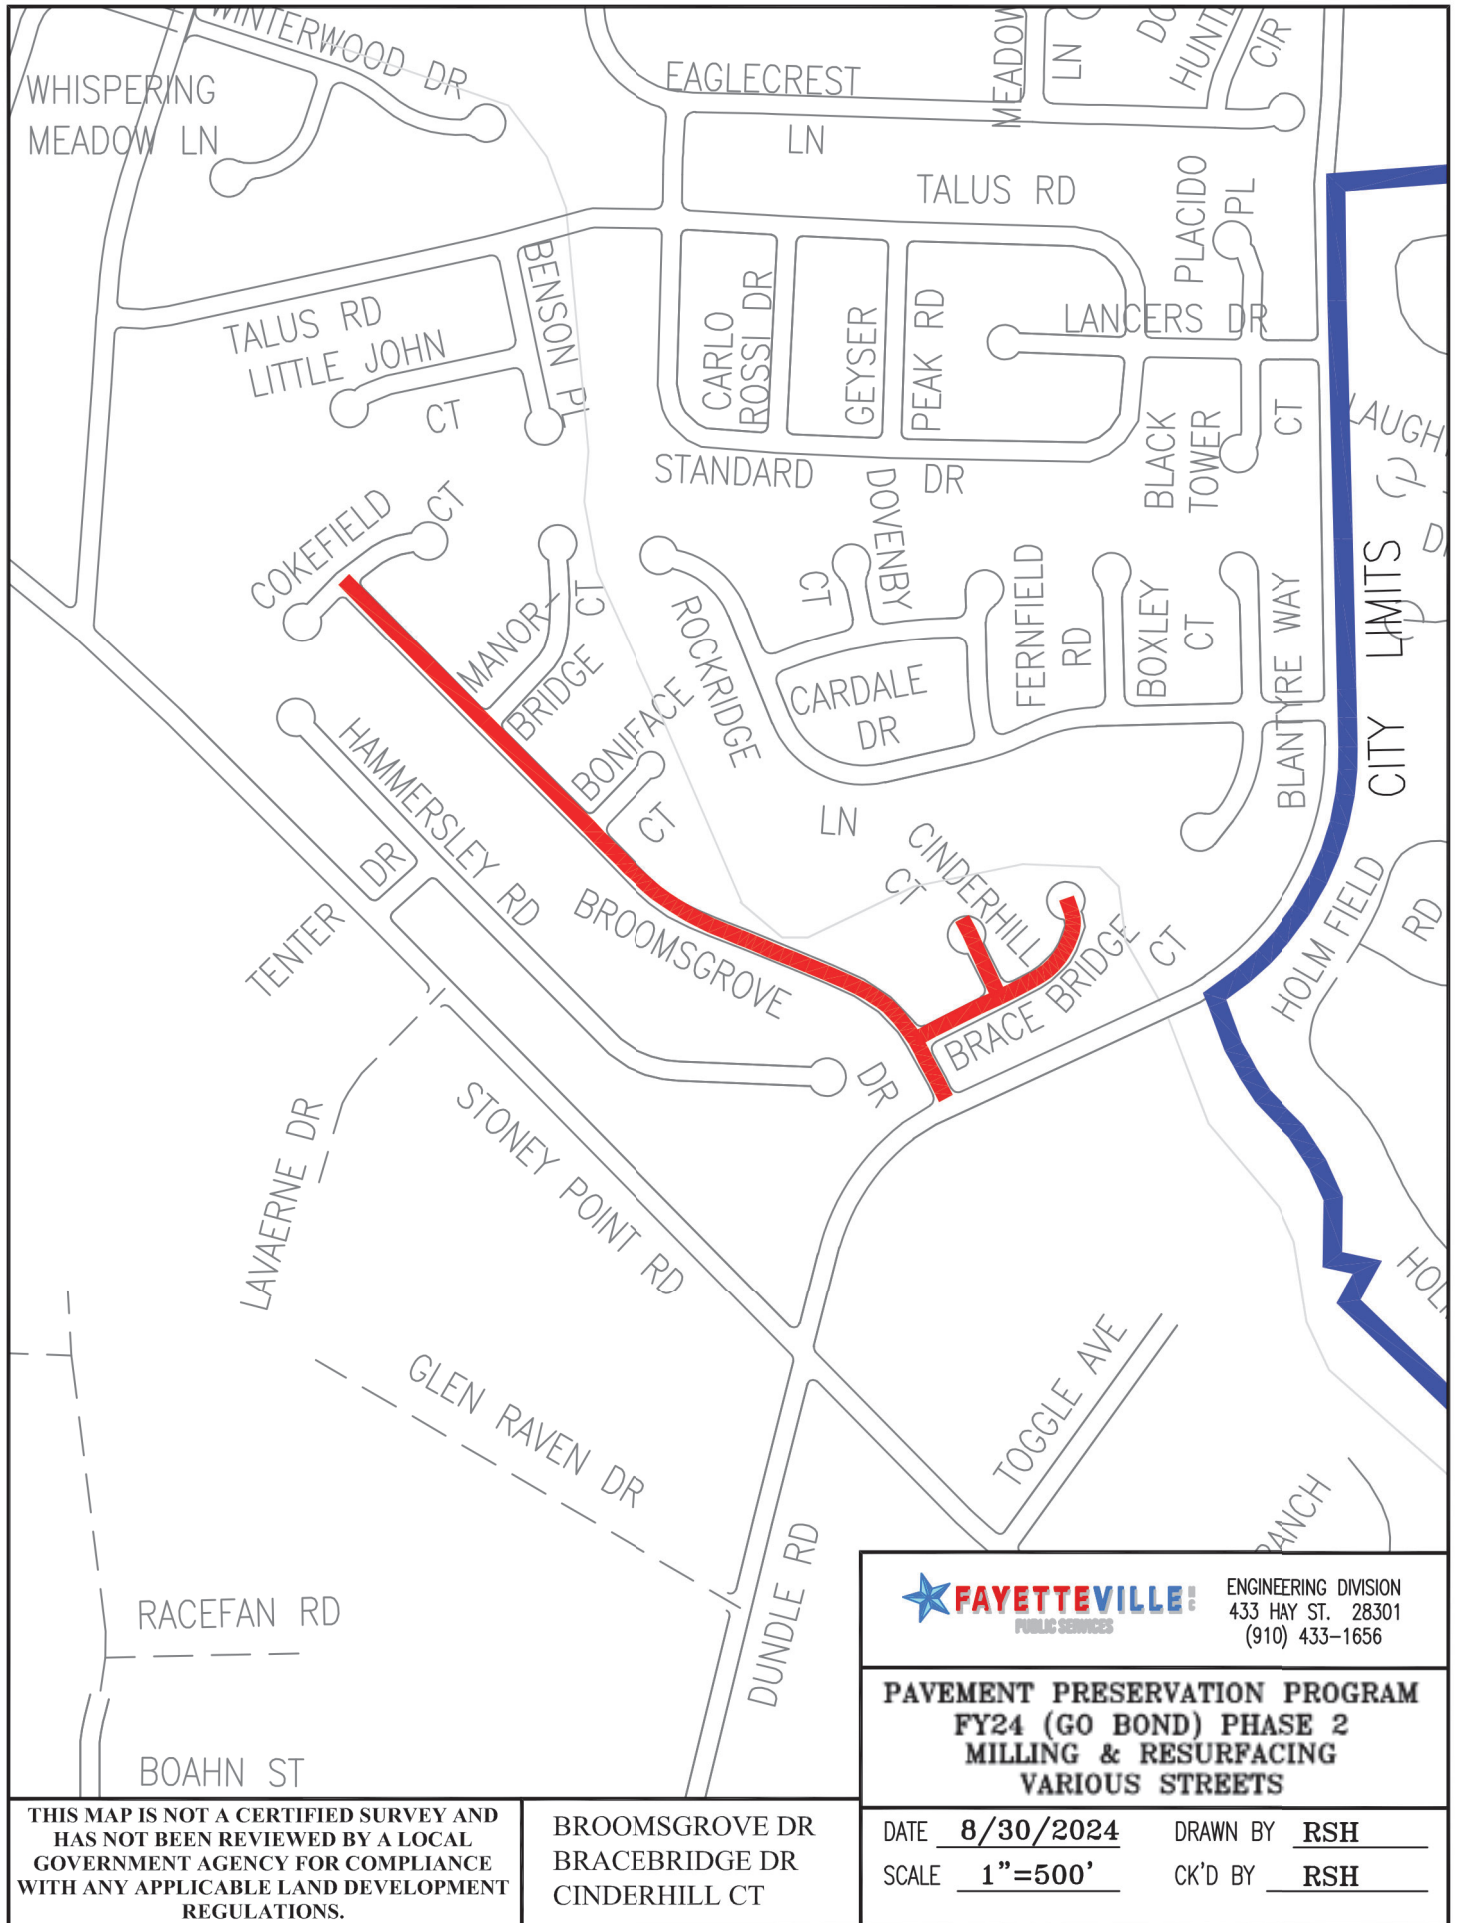 WINTERWOOD DR
WHISPERING
MEADOW LN
EAGLECREST
LN
MEADOW
LN
HUNTL
CIR
TALUS RD
PLACIDO
PL
BENSON PL
TALUS RD
LITTLE JOHN
CT
CARLO
ROSSI DR
GEYSER
PEAK RD
LANCERS DR
BLACK
TOWER
CT
LAUGH
STANDARD DR
COKEFIELD
CT
MANOR-
BRIDGE
CT
BONIFACE
CT
ROCKRIDGE
LN
DOVENBY
CT
CARDALE
DR
FERNFIELD
RD
BOXLEY
CT
BLANTYRE WAY
CITY LIMITS
HAMMERSLEY RD
TENTER
DR
BROOMSGROVE
DR
CINDERHILL
CT
BRACE BRIDGE
CT
HOLM FIELD
RD
LAVAERNE DR
STONEY POINT RD
GLEN RAVEN DR
TOGGLE AVE
DUNDLE RD
RACEFAN RD
BOAHN ST
FAYETTEVILLE
PUBLIC SERVICES
ENGINEERING DIVISION
433 HAY ST. 28301
(910) 433-1656
PAVEMENT PRESERVATION PROGRAM
FY24 (GO BOND) PHASE 2
MILLING & RESURFACING
VARIOUS STREETS
DATE 8/30/2024 DRAWN BY RSH
SCALE 1"=500' CK'D BY RSH
THIS MAP IS NOT A CERTIFIED SURVEY AND
HAS NOT BEEN REVIEWED BY A LOCAL
GOVERNMENT AGENCY FOR COMPLIANCE
WITH ANY APPLICABLE LAND DEVELOPMENT
REGULATIONS.
BROOMSGROVE DR
BRACEBRIDGE DR
CINDERHILL CT